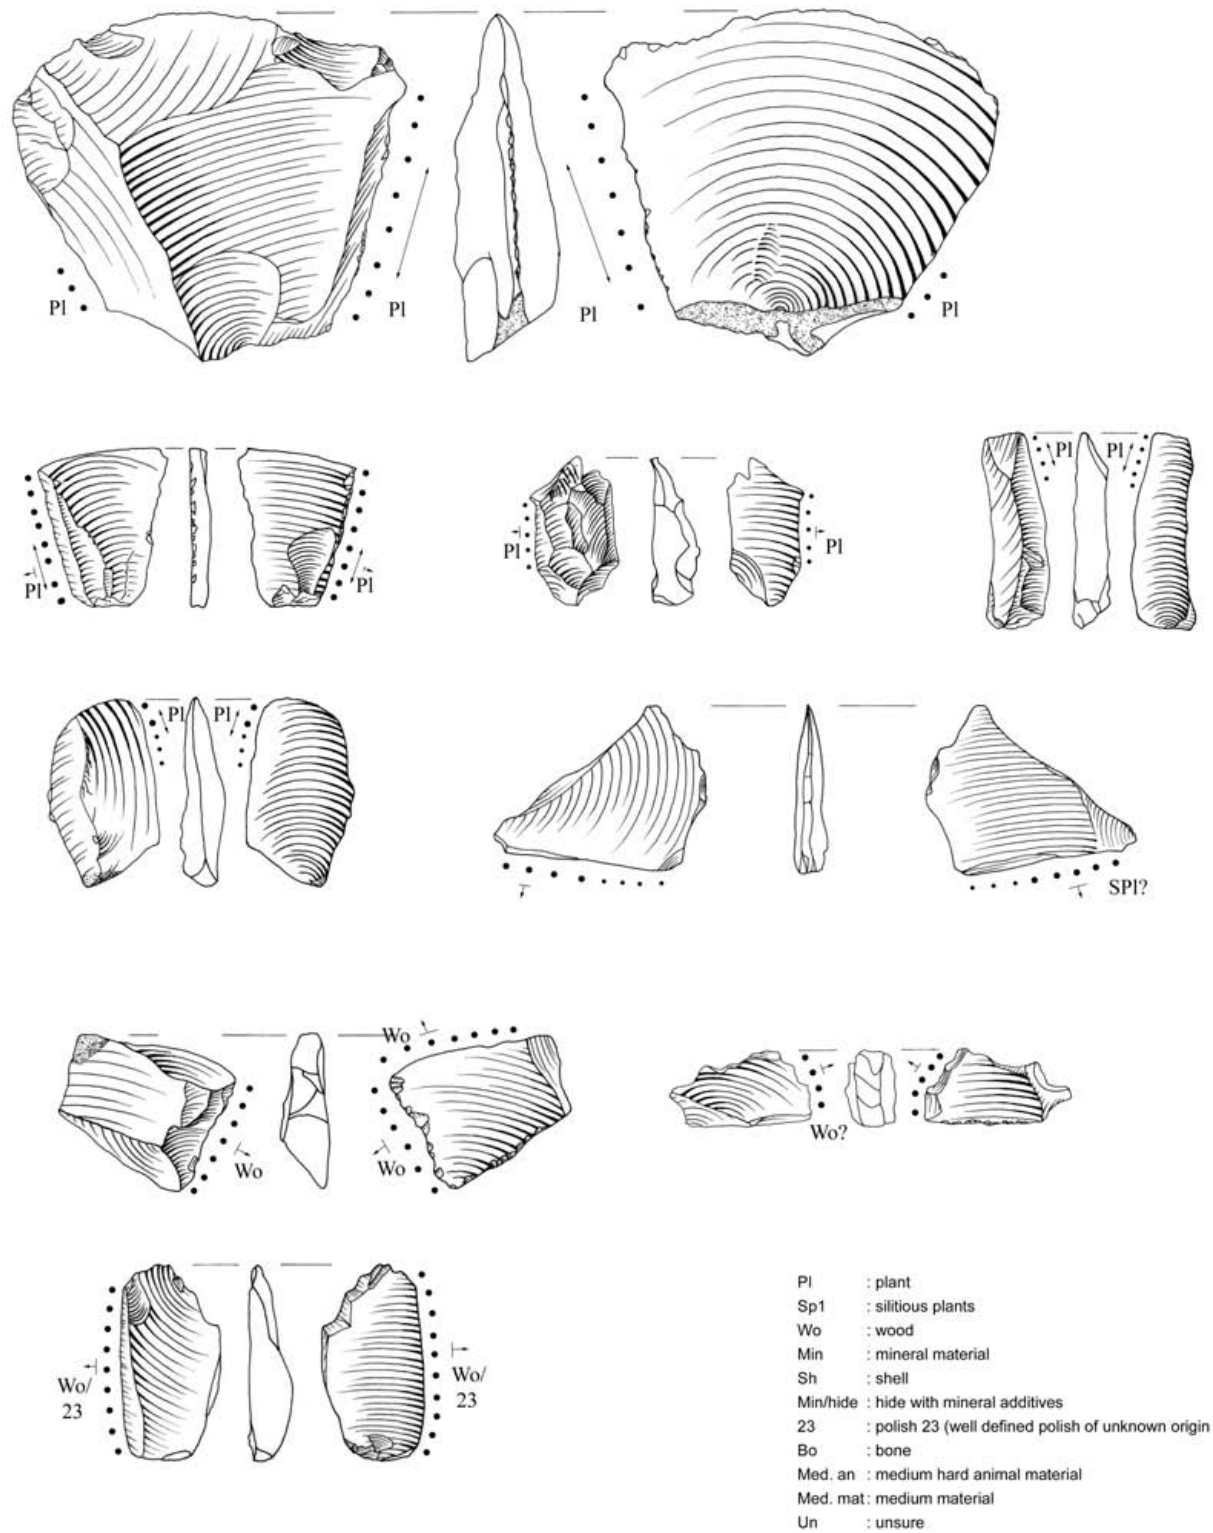 Pl Pl Pl Pl
Pl Pl Pl Pl Pl Pl
Pl Pl SPl?
Wo Wo Wo Wo?
Wo/
23
Wo/
23
Pl : plant
Sp1 : silitious plants
Wo : wood
Min : mineral material
Sh : shell
Min/hide : hide with mineral additives
23 : polish 23 (well defined polish of unknown origin
Bo : bone
Med. an : medium hard animal material
Med. mat : medium material
Un : unsure